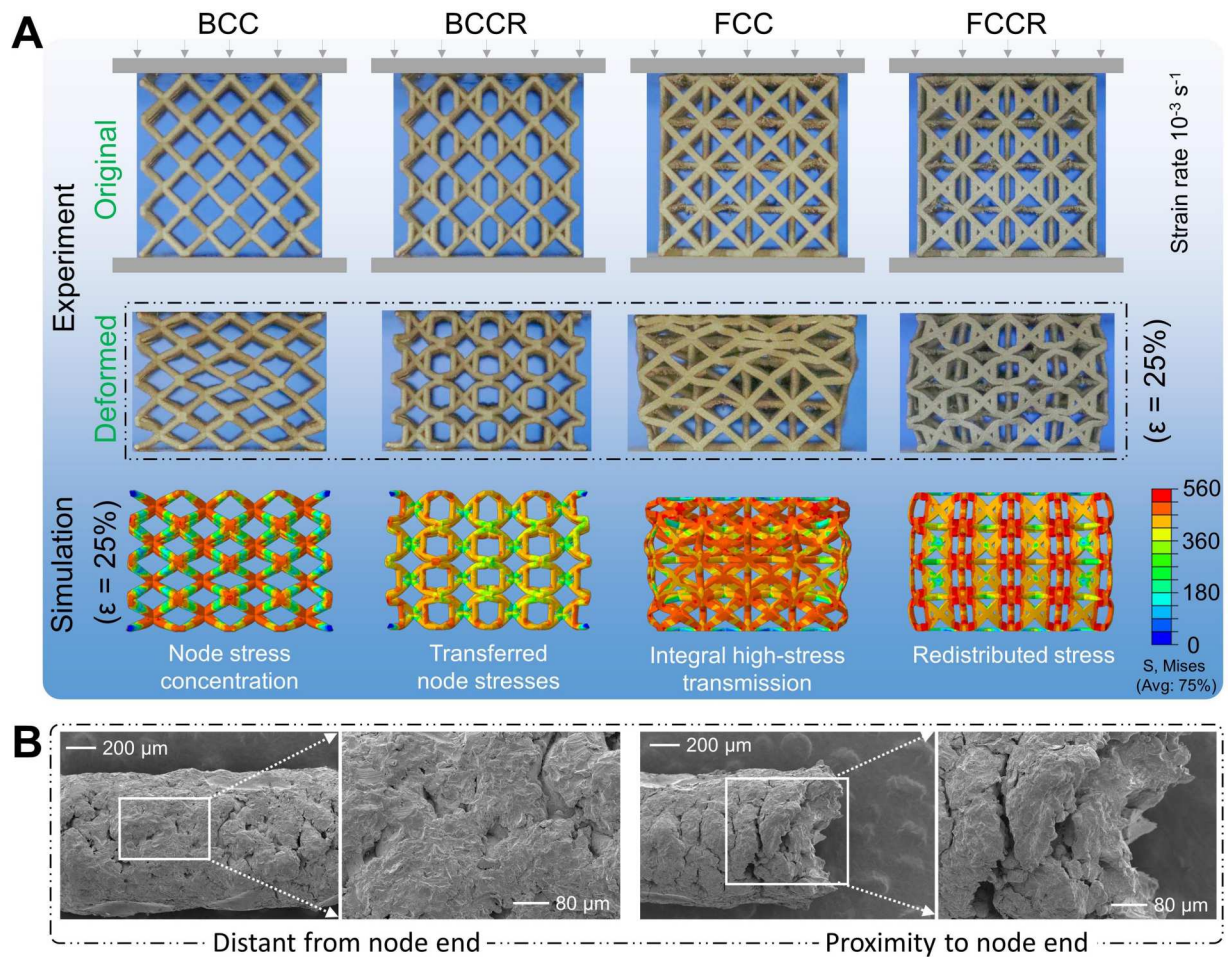 A
BCC
BCCR
FCC
FCCR
Experiment
Original
Strain rate 10⁻³ s⁻¹
Deformed
(ε = 25%)
Simulation
(ε = 25%)
560
360
180
0
S, Mises
(Avg: 75%)
Node stress
concentration
Transferred
node stresses
Integral high-stress
transmission
Redistributed stress
B
200 µm
80 µm
200 µm
80 µm
Distant from node end
Proximity to node end